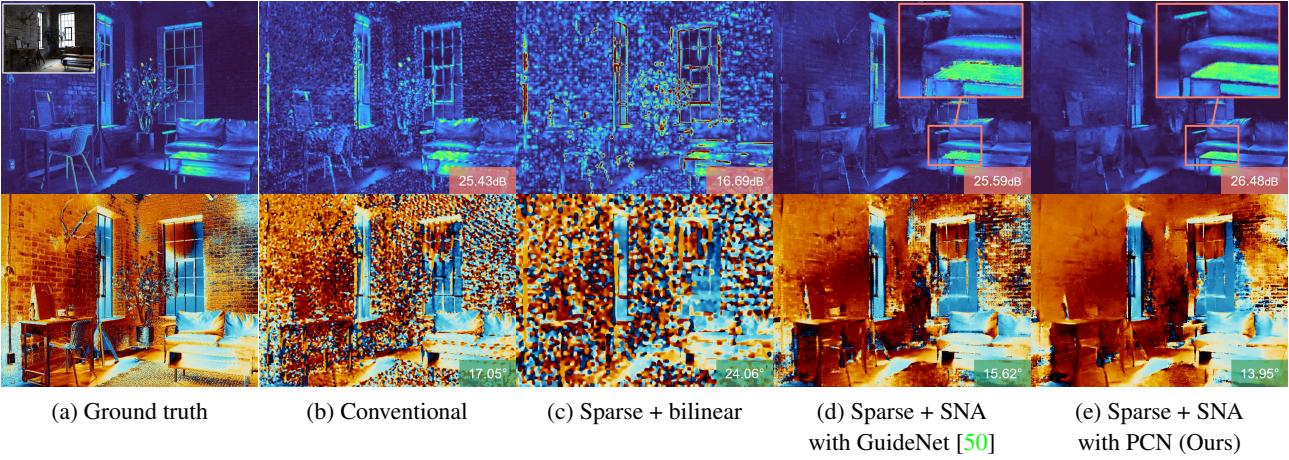 25.43dB
16.69dB
25.59dB
26.48dB
17.05°
24.06°
15.62°
13.95°
(a) Ground truth
(b) Conventional
(c) Sparse + bilinear
(d) Sparse + SNA
with GuideNet [50]
(e) Sparse + SNA
with PCN (Ours)